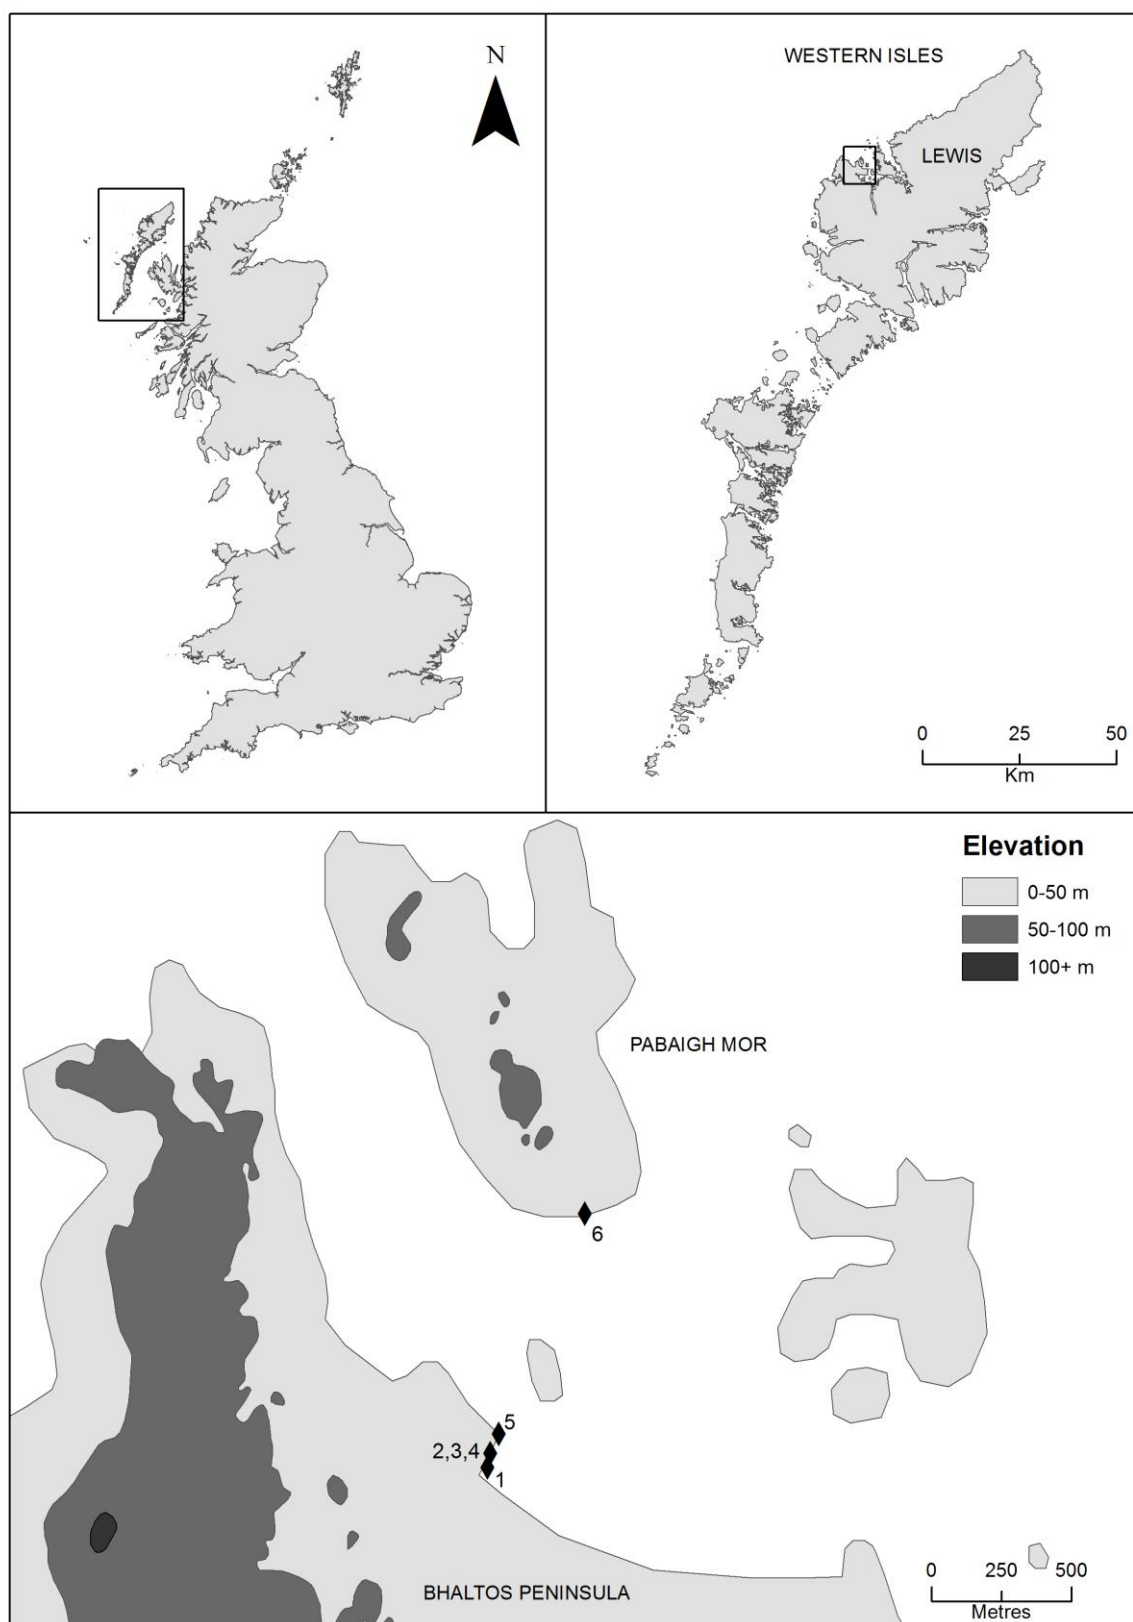 N
WESTERN ISLES
LEWIS
0 25 50
Km
Elevation
0-50 m
50-100 m
100+ m
PABAIGH MOR
6
5
2,3,4
1
BHALTOS PENINSULA
0 250 500
Metres